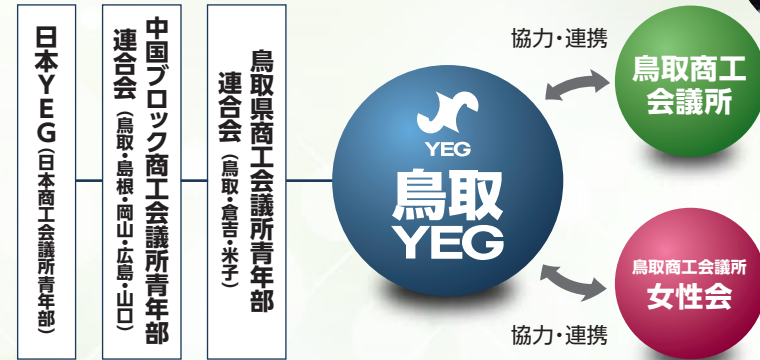 日本YEG(日本商工会議所青年部)
中国ブロック商工会議所青年部
連合会(鳥取・島根・岡山・広島・山口)
鳥取県商工会議所青年部
連合会(鳥取・倉吉・米子)
YEG
鳥取
YEG
協力・連携
鳥取商工
会議所
鳥取商工会議所
女性会
協力・連携